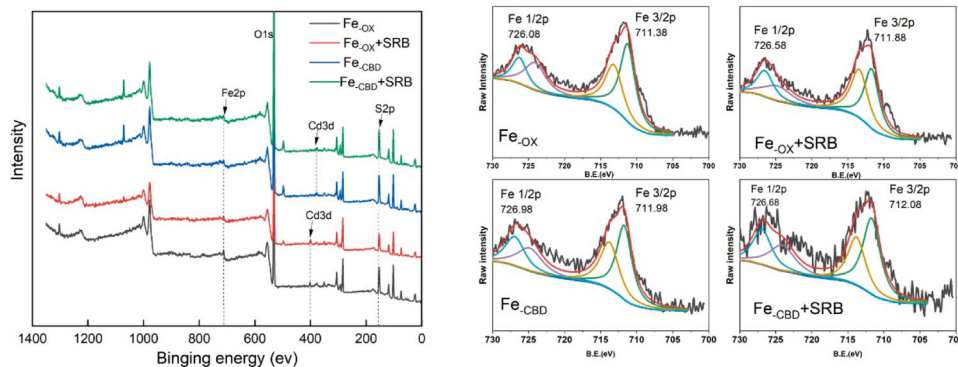 Fe-OX
Fe-OX+SRB
Fe-CBD
Fe-CBD+SRB
O1s
Fe2p
Cd3d
S2p
Cd3d
Intensity
1400 1200 1000 800 600 400 200 0
Binging energy (ev)
Fe 1/2p
726.08
Fe 3/2p
711.38
Raw Intensity
Fe-OX
730 725 720 715 710 705 700
B.E.(eV)
Fe 1/2p
726.58
Fe 3/2p
711.88
Raw Intensity
Fe-OX+SRB
730 725 720 715 710 705 700
B.E.(eV)
Fe 1/2p
726.98
Fe 3/2p
711.98
Raw intensity
Fe-CBD
730 725 720 715 710 705 700
B.E.(eV)
Fe 1/2p
726.68
Fe 3/2p
712.08
Raw Intensity
Fe-CBD+SRB
730 725 720 715 710 705 700
B.E.(eV)